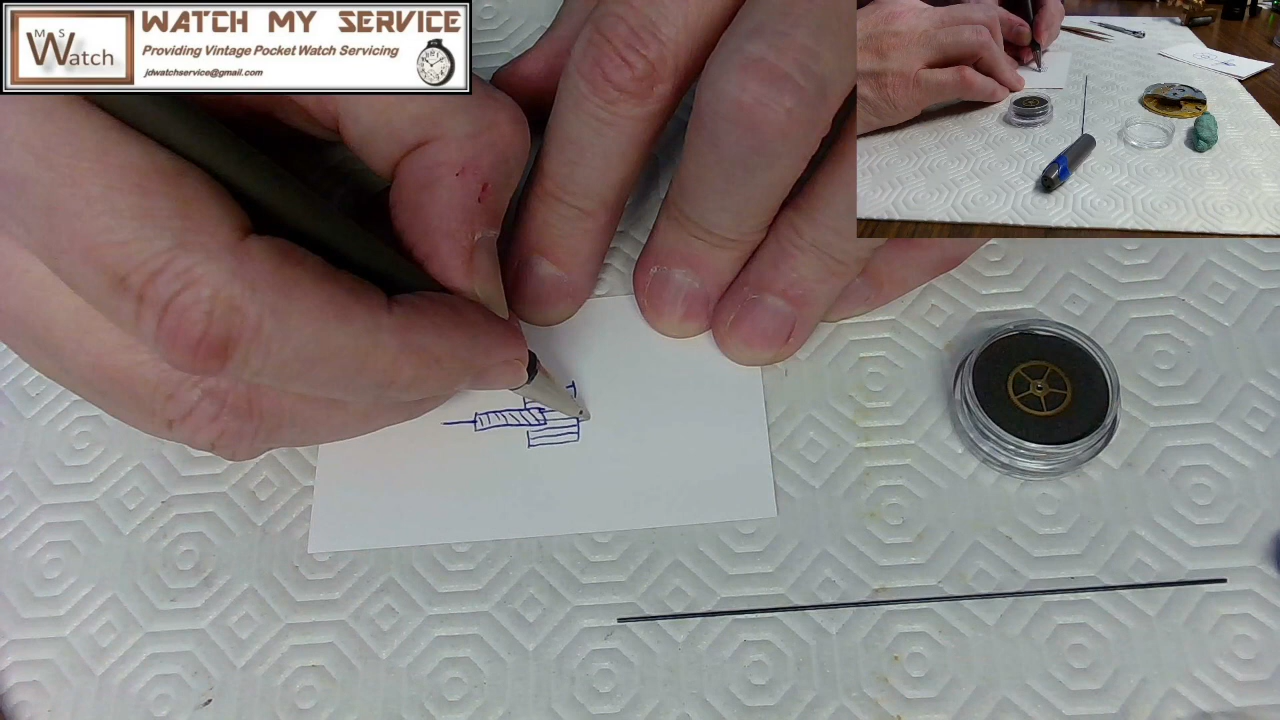 WATCH MY SERVICE
M S
Watch
Providing Vintage Pocket Watch Servicing
jdwatchservice@gmail.com